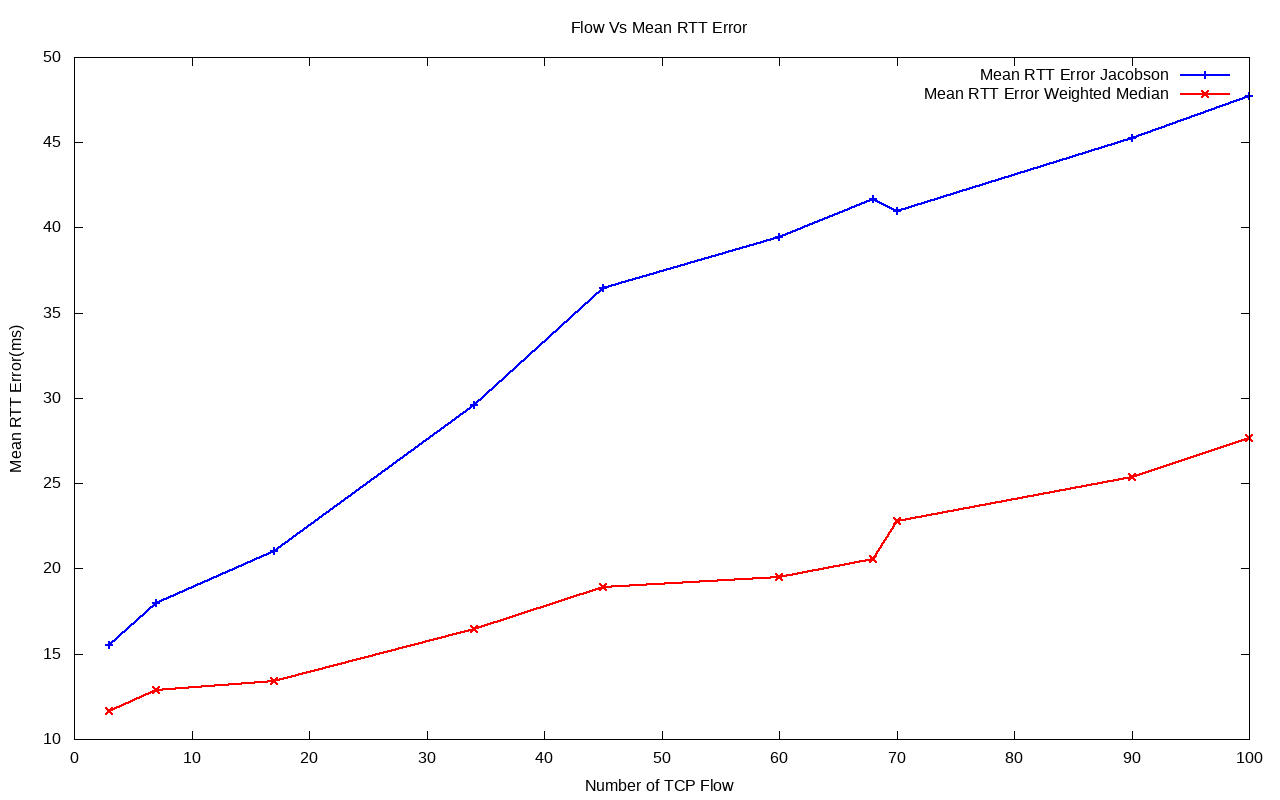 Flow Vs Mean RTT Error
Mean RTT Error Jacobson
Mean RTT Error Weighted Median
Mean RTT Error(ms)
50
45
40
35
30
25
20
15
10
0 10 20 30 40 50 60 70 80 90 100
Number of TCP Flow